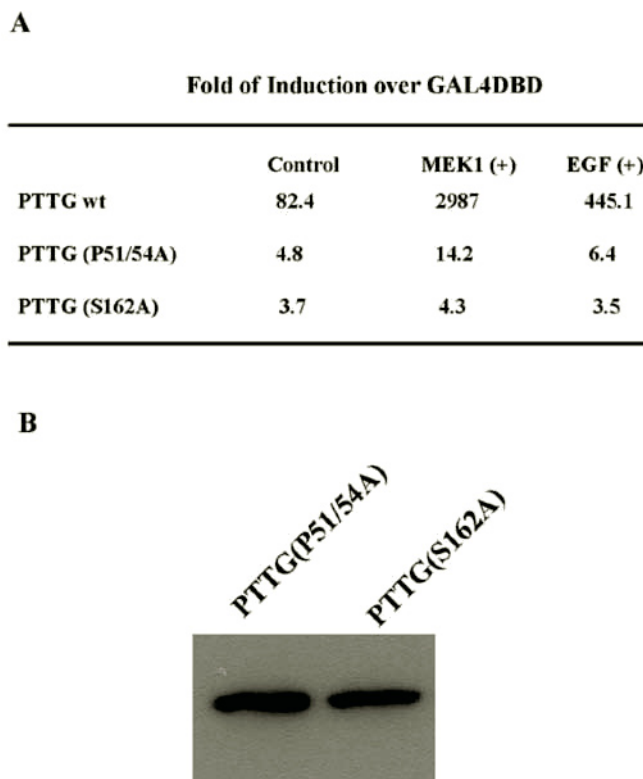 A
Fold of Induction over GAL4DBD
Control MEK1 (+) EGF (+)
PTTG wt 82.4 2987 445.1
PTTG (P51/54A) 4.8 14.2 6.4
PTTG (S162A) 3.7 4.3 3.5
B
PTTG(P51/54A)
PTTG(S162A)